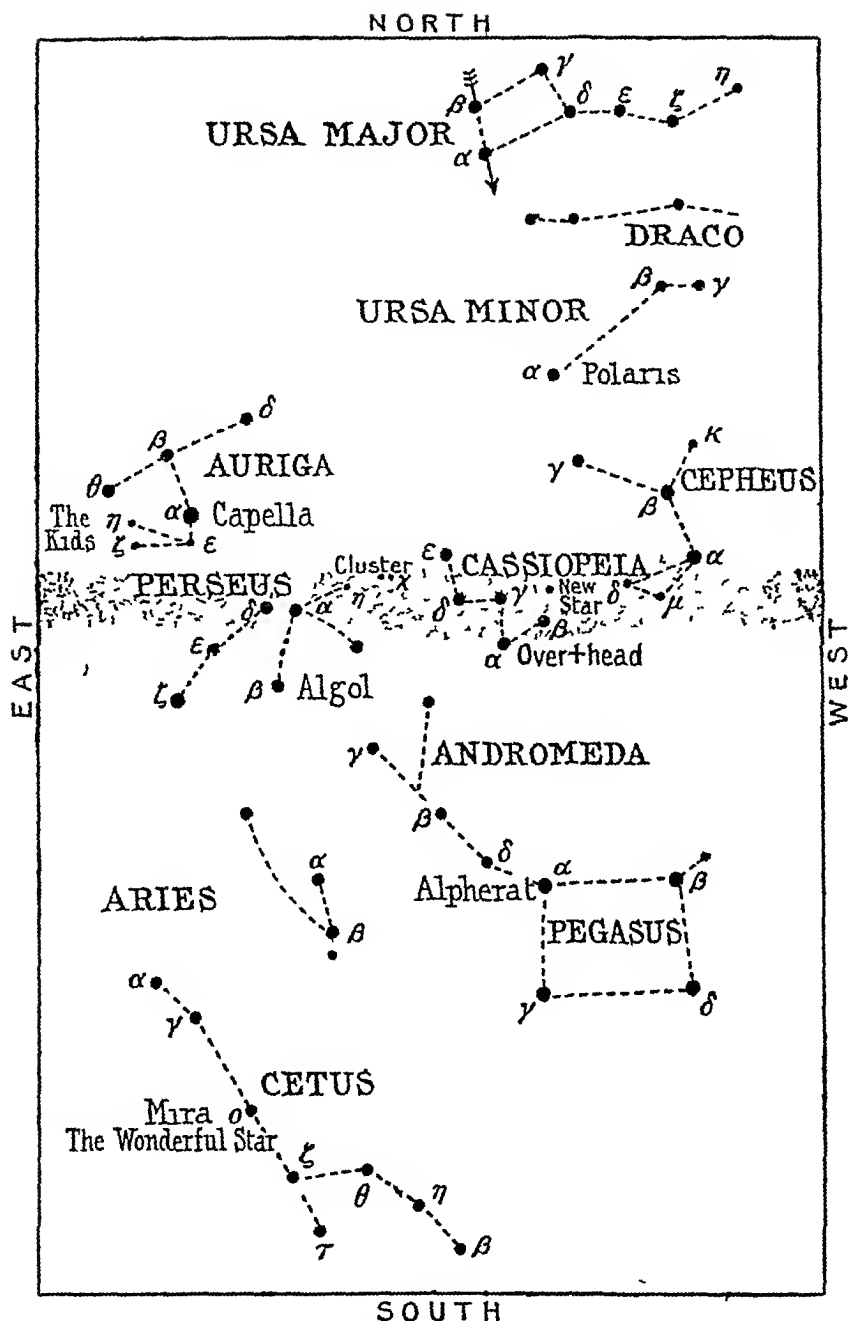 NORTH
γ
β
δ ε ζ η
URSA MAJOR
α
DRACO
β γ
URSA MINOR
α Polaris
δ
β
κ
AURIGA
γ
CEPHEUS
θ
β
The Kids
η
α Capella
ζ
ε
ε CASSIOPEIA
α
Cluster
PERSEUS
χ
δ
α
η
δ
γ
New Star
δ
μ
ε
β
α
Over+head
EAST
WEST
ζ
β Algol
γ
ANDROMEDA
β
δ
α
α
Alpherat
β
ARIES
β
PEGASUS
α
γ
γ
δ
CETUS
Mira o
The Wonderful Star
ζ
θ
η
τ
β
SOUTH